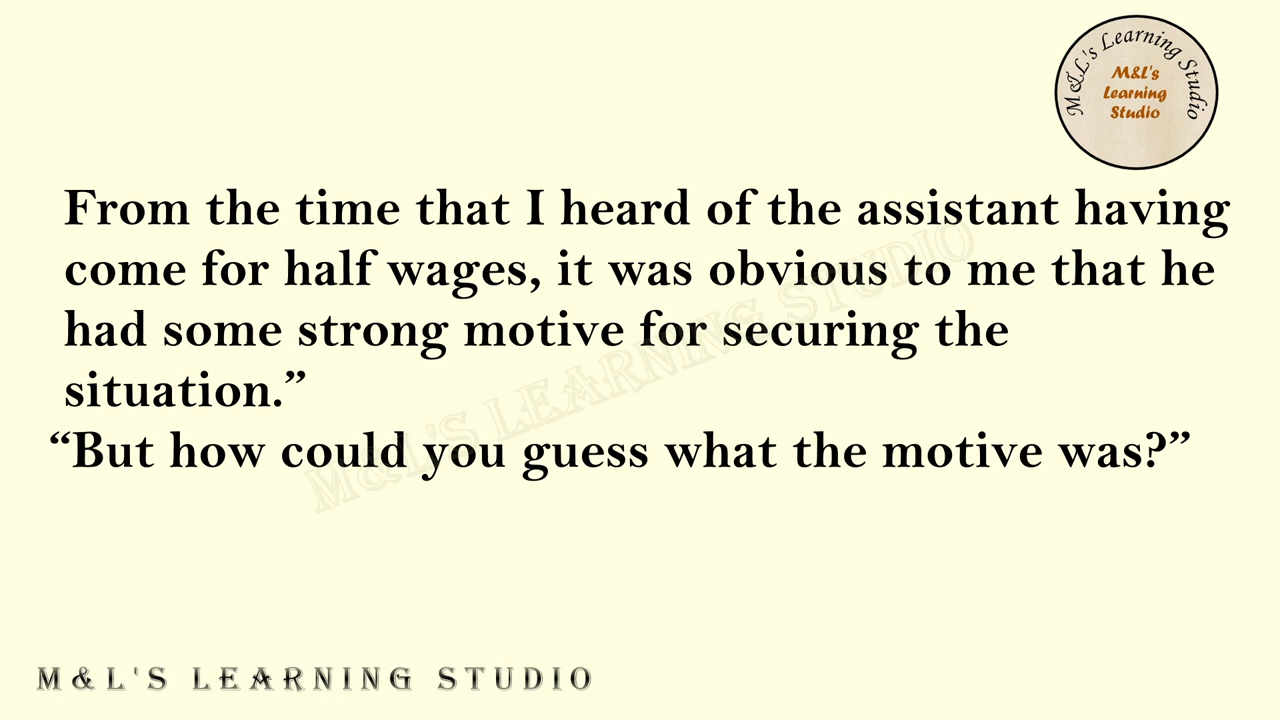 M&L's Learning Studio
M&L's
Learning
Studio
From the time that I heard of the assistant having
come for half wages, it was obvious to me that he
had some strong motive for securing the
situation.”
“But how could you guess what the motive was?”
M&L'S LEARNING STUDIO
M&L'S LEARNING STUDIO